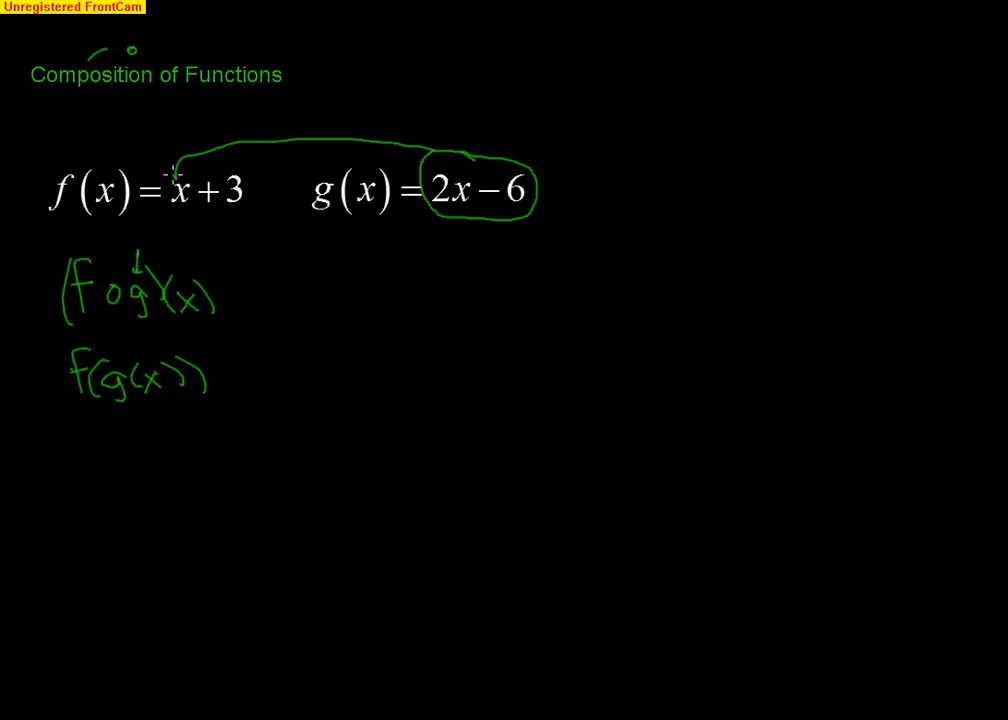 Unregistered FrontCam
Composition of Functions
f(x) = x + 3 g(x) = 2x − 6
(f o g)(x)
f(g(x))